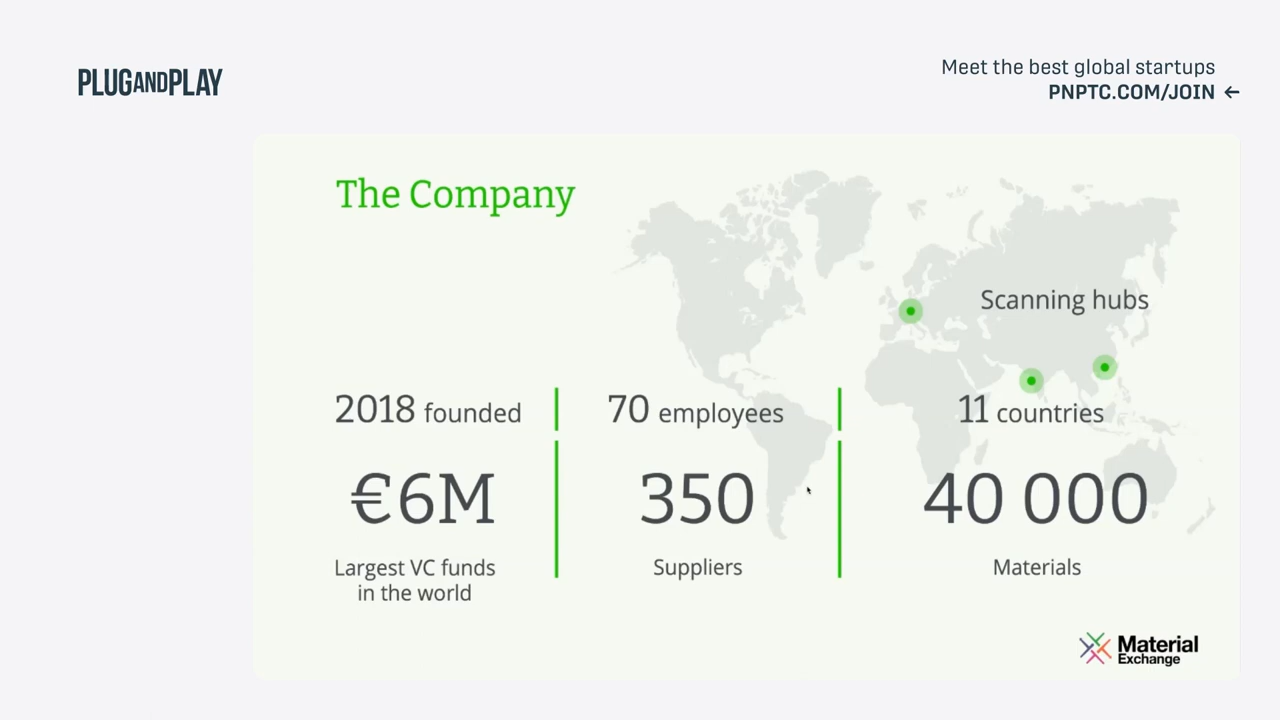 PLUGANDPLAY
Meet the best global startups
PNPTC.COM/JOIN ←
The Company
Scanning hubs
2018 founded
70 employees
11 countries
€6M
350
40 000
Largest VC funds
in the world
Suppliers
Materials
Material
Exchange